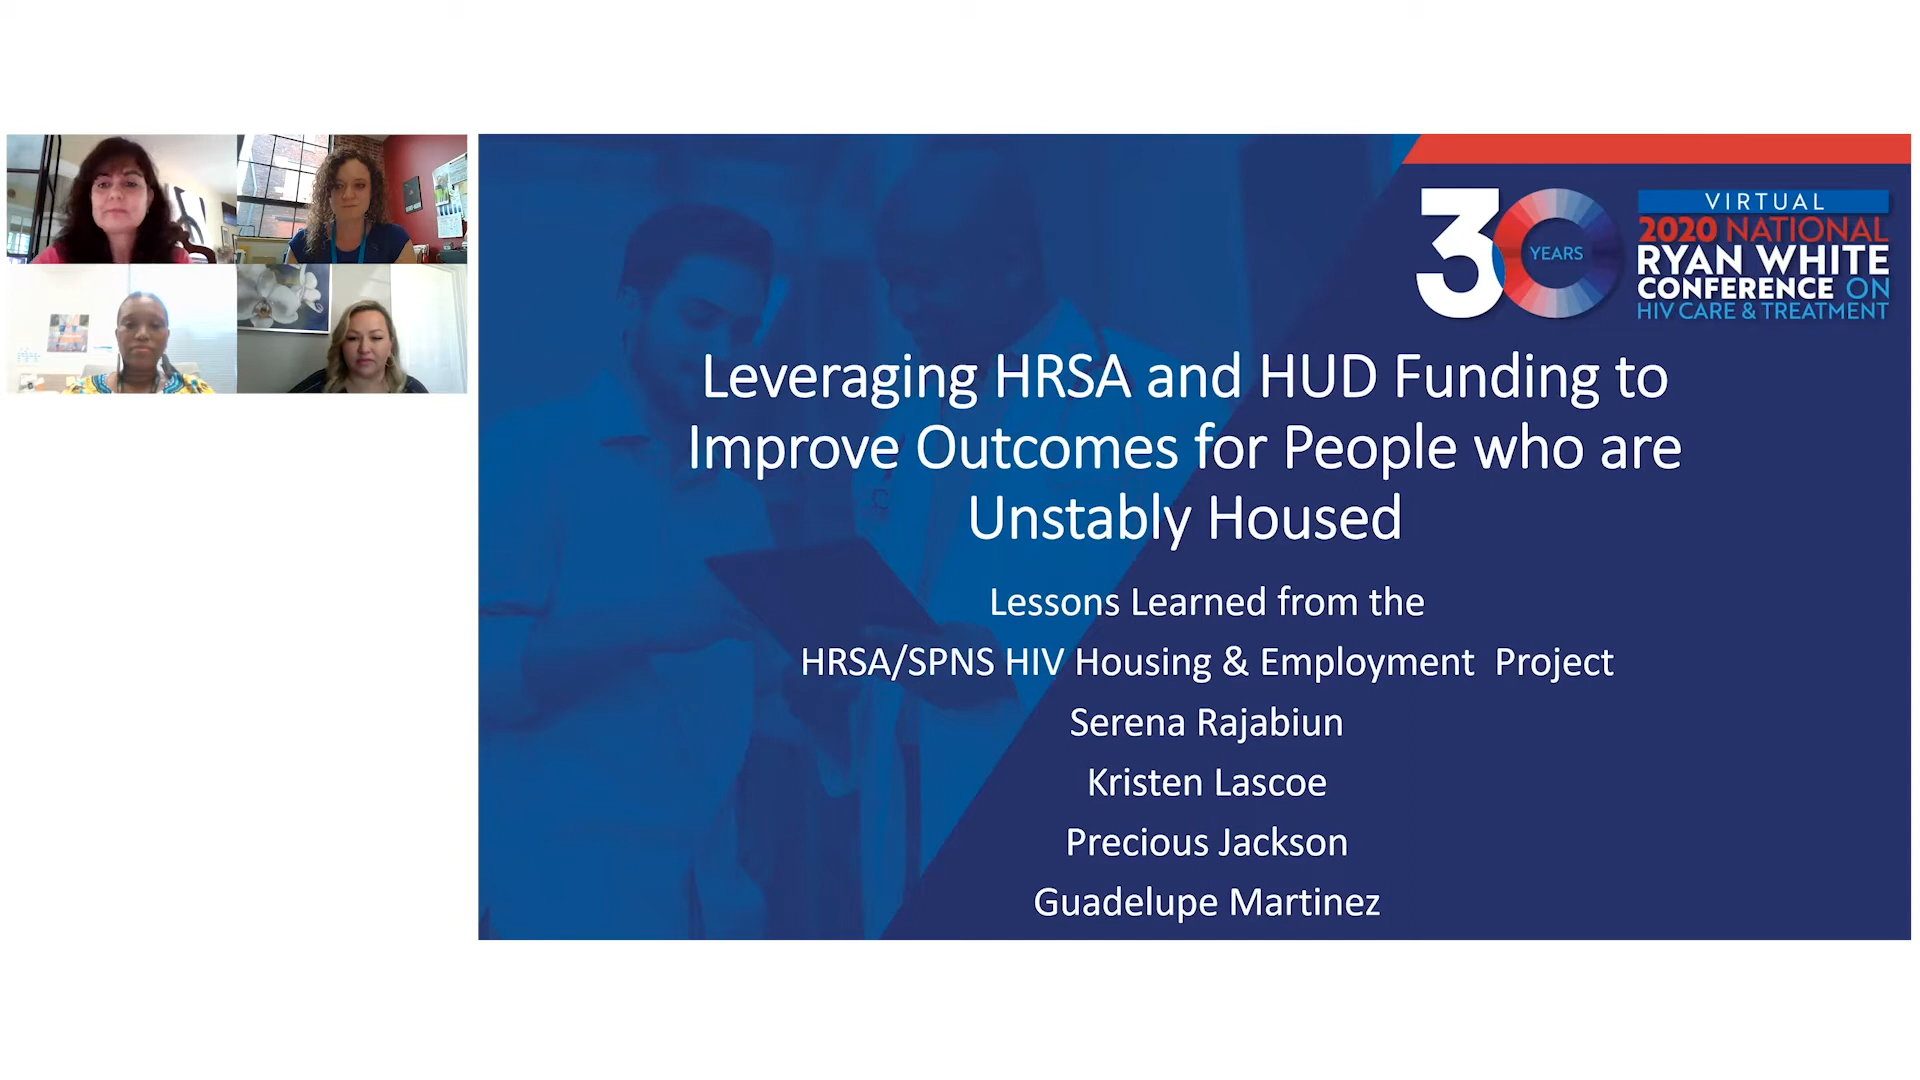 30
YEARS
VIRTUAL
2020 NATIONAL
RYAN WHITE
CONFERENCE ON
HIV CARE & TREATMENT
Leveraging HRSA and HUD Funding to
Improve Outcomes for People who are
Unstably Housed
Lessons Learned from the
HRSA/SPNS HIV Housing & Employment Project
Serena Rajabiun
Kristen Lascoe
Precious Jackson
Guadelupe Martinez